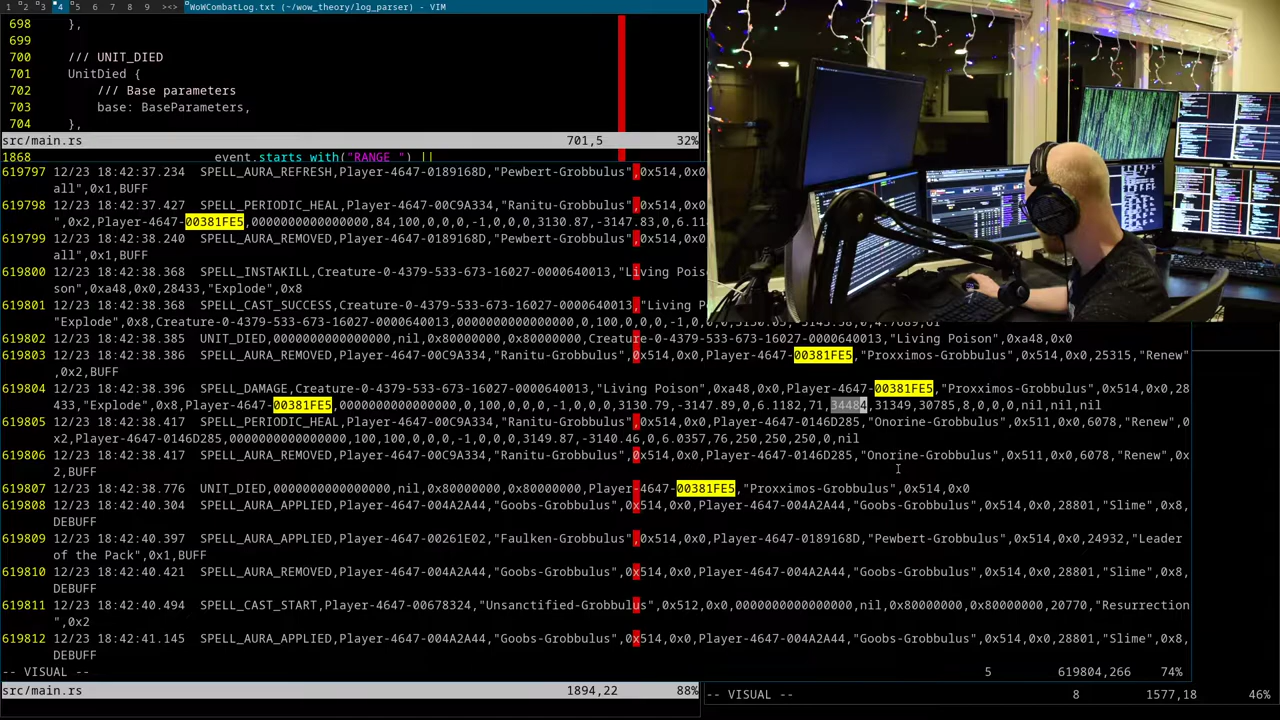 1 2 3 4 5 6 7 8 9 ><> WoWCombatLog.txt (~/wow_theory/log_parser) - VIM
698 },
699
700 /// UNIT_DIED
701 UnitDied {
702 /// Base parameters
703 base: BaseParameters,
704 },
src/main.rs 701,5 32%
1868 event.starts_with("RANGE_") ||
619797 12/23 18:42:37.234 SPELL_AURA_REFRESH,Player-4647-0189168D,"Pewbert-Grobbulus",0x514,0x0
all",0x1,BUFF
619798 12/23 18:42:37.427 SPELL_PERIODIC_HEAL,Player-4647-00C9A334,"Ranitu-Grobbulus",0x514,0x0
",0x2,Player-4647-00381FE5,0000000000000000,84,100,0,0,0,-1,0,0,0,3130.87,-3147.83,0,6.11
619799 12/23 18:42:38.240 SPELL_AURA_REMOVED,Player-4647-0189168D,"Pewbert-Grobbulus",0x514,0x0
all",0x1,BUFF
619800 12/23 18:42:38.368 SPELL_INSTAKILL,Creature-0-4379-533-673-16027-0000640013,"Living Pois
son",0xa48,0x0,28433,"Explode",0x8
619801 12/23 18:42:38.368 SPELL_CAST_SUCCESS,Creature-0-4379-533-673-16027-0000640013,"Living Po
"Explode",0x8,Creature-0-4379-533-673-16027-0000640013,0000000000000000,0,100,0,0,0,-1,0,0,0,3130.05,-3145.58,0,4.7089,61
619802 12/23 18:42:38.385 UNIT_DIED,0000000000000000,nil,0x80000000,0x80000000,Creature-0-4379-533-673-16027-0000640013,"Living Poison",0xa48,0x0
619803 12/23 18:42:38.386 SPELL_AURA_REMOVED,Player-4647-00C9A334,"Ranitu-Grobbulus",0x514,0x0,Player-4647-00381FE5,"Proxximos-Grobbulus",0x514,0x0,25315,"Renew"
,0x2,BUFF
619804 12/23 18:42:38.396 SPELL_DAMAGE,Creature-0-4379-533-673-16027-0000640013,"Living Poison",0xa48,0x0,Player-4647-00381FE5,"Proxximos-Grobbulus",0x514,0x0,28
433,"Explode",0x8,Player-4647-00381FE5,0000000000000000,0,100,0,0,0,-1,0,0,0,3130.79,-3147.89,0,6.1182,71,34484,31349,30785,8,0,0,0,nil,nil,nil
619805 12/23 18:42:38.417 SPELL_PERIODIC_HEAL,Player-4647-00C9A334,"Ranitu-Grobbulus",0x514,0x0,Player-4647-0146D285,"Onorine-Grobbulus",0x511,0x0,6078,"Renew",0
x2,Player-4647-0146D285,0000000000000000,100,100,0,0,0,-1,0,0,0,3149.87,-3140.46,0,6.0357,76,250,250,250,0,nil
619806 12/23 18:42:38.417 SPELL_AURA_REMOVED,Player-4647-00C9A334,"Ranitu-Grobbulus",0x514,0x0,Player-4647-0146D285,"Onorine-Grobbulus",0x511,0x0,6078,"Renew",0x
2,BUFF
619807 12/23 18:42:38.776 UNIT_DIED,0000000000000000,nil,0x80000000,0x80000000,Player-4647-00381FE5,"Proxximos-Grobbulus",0x514,0x0
619808 12/23 18:42:40.304 SPELL_AURA_APPLIED,Player-4647-004A2A44,"Goobs-Grobbulus",0x514,0x0,Player-4647-004A2A44,"Goobs-Grobbulus",0x514,0x0,28801,"Slime",0x8,
DEBUFF
619809 12/23 18:42:40.397 SPELL_AURA_APPLIED,Player-4647-00261E02,"Faulken-Grobbulus",0x514,0x0,Player-4647-0189168D,"Pewbert-Grobbulus",0x514,0x0,24932,"Leader
of the Pack",0x1,BUFF
619810 12/23 18:42:40.421 SPELL_AURA_REMOVED,Player-4647-004A2A44,"Goobs-Grobbulus",0x514,0x0,Player-4647-004A2A44,"Goobs-Grobbulus",0x514,0x0,28801,"Slime",0x8,
DEBUFF
619811 12/23 18:42:40.494 SPELL_CAST_START,Player-4647-00678324,"Unsanctified-Grobbulus",0x512,0x0,0000000000000000,nil,0x80000000,0x80000000,20770,"Resurrection
",0x2
619812 12/23 18:42:41.145 SPELL_AURA_APPLIED,Player-4647-004A2A44,"Goobs-Grobbulus",0x514,0x0,Player-4647-004A2A44,"Goobs-Grobbulus",0x514,0x0,28801,"Slime",0x8,
DEBUFF
-- VISUAL -- 5 619804,266 74%
src/main.rs 1894,22 88%
-- VISUAL -- 8 1577,18 46%